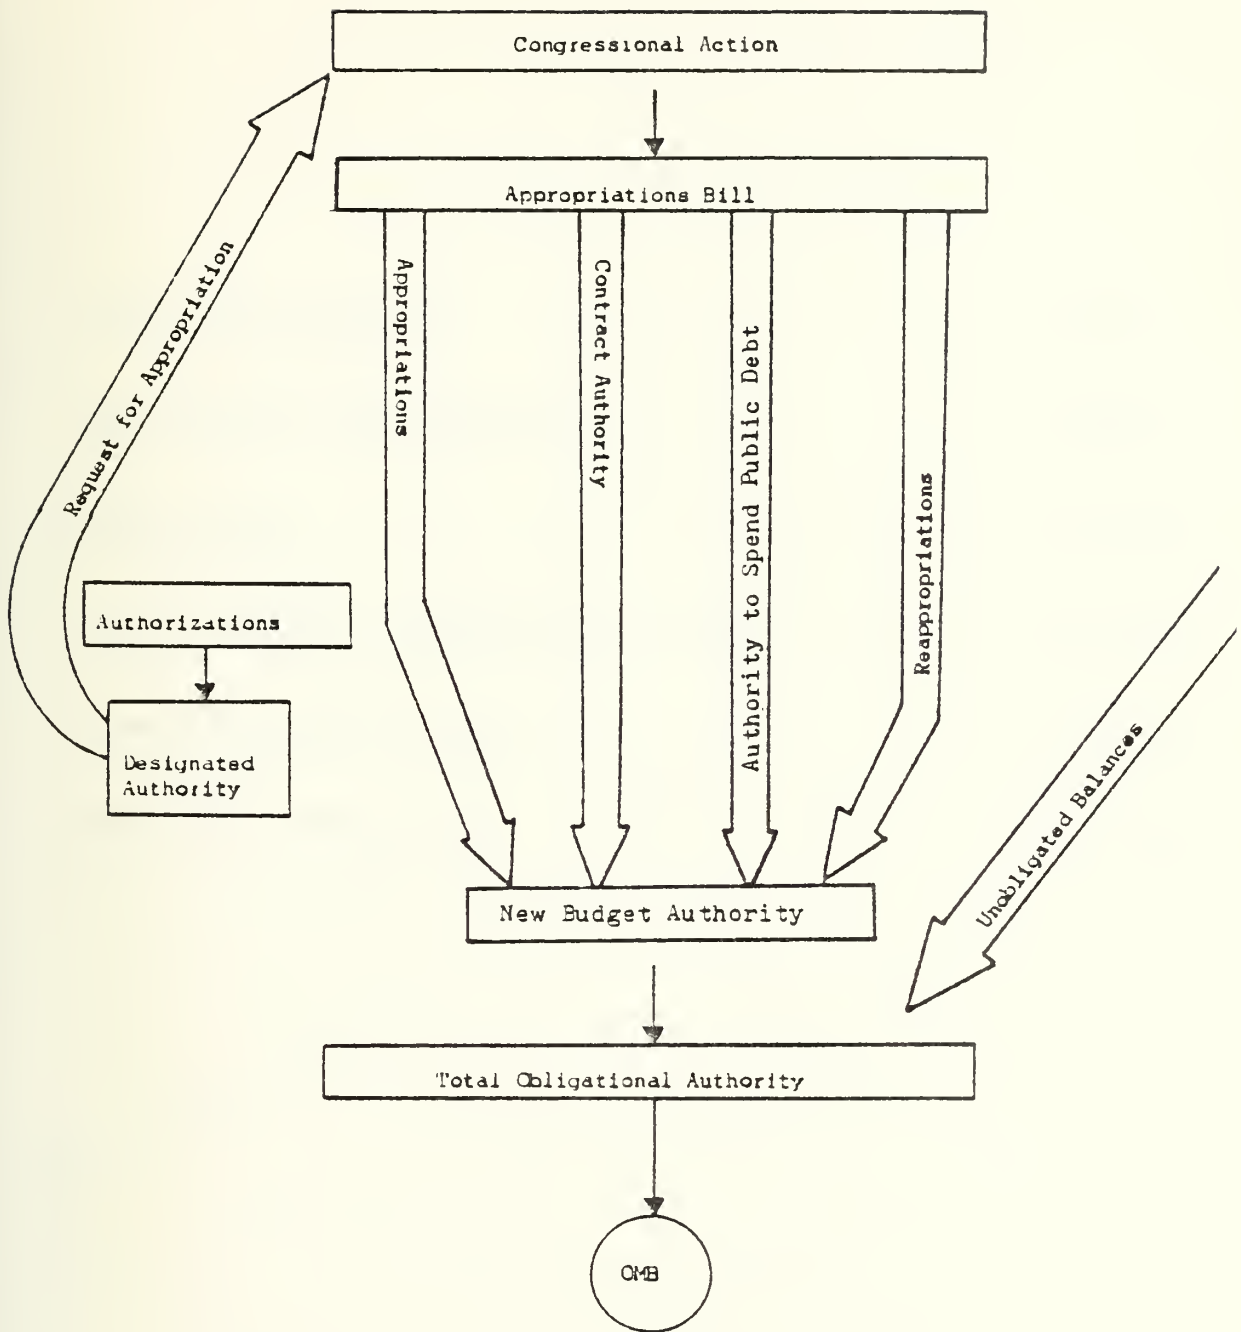 Congressional Action
Appropriations Bill
Request for Appropriation
Appropriations
Contract Authority
Authority to Spend Public Debt
Reappropriations
Authorizations
Designated
Authority
Unobligated Balances
New Budget Authority
Total Obligational Authority
OMB